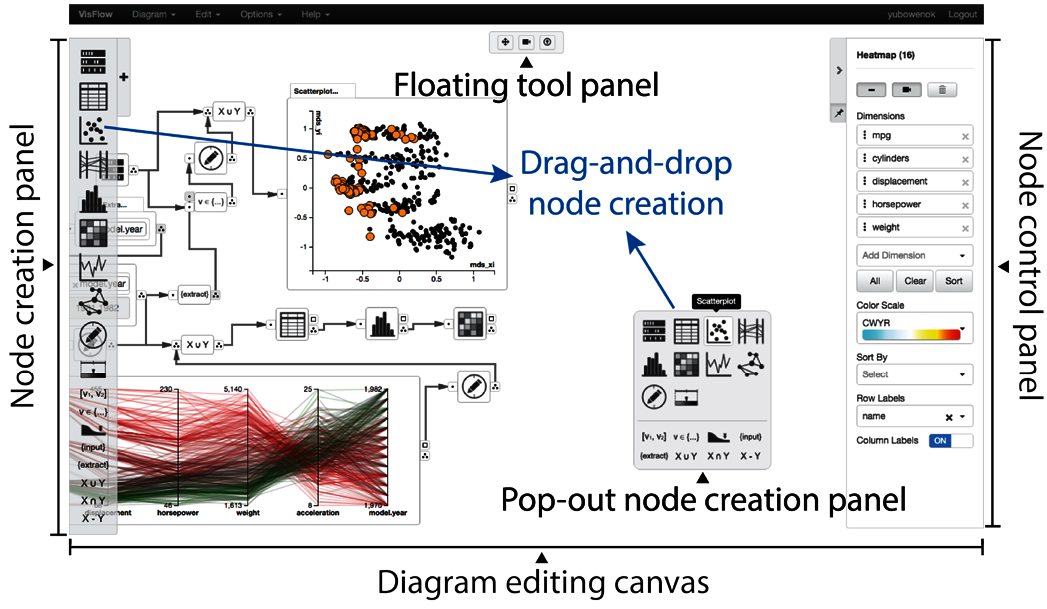 VisFlow Diagram Edit Options Help yubowenok Logout
Floating tool panel
Node creation panel
+
X ∪ Y
v ∈ {...}
model.year
model.year
1982
{extract}
X ∪ Y
[v₁, v₂]
v ∈ {...}
{input}
{extract}
X ∪ Y
X ∩ Y
X - Y
Scatterplot...
mds_yi
1
0.5
0
-0.5
-1
-1
-0.5
0
0.5
1
mds_xi
Drag-and-drop
node creation
Scatterplot
[v₁, v₂] v ∈ {...} {input}
{extract} X ∪ Y X ∩ Y X - Y
Pop-out node creation panel
455 230 5,140 25 1,982
46 1,613 8 1,970
displacement horsepower weight acceleration model.year
Heatmap (16)
Dimensions
mpg
cylinders
displacement
horsepower
weight
Add Dimension
All Clear Sort
Color Scale
CWYR
Sort By
Select
Row Labels
name
Column Labels ON
Node control panel
Diagram editing canvas